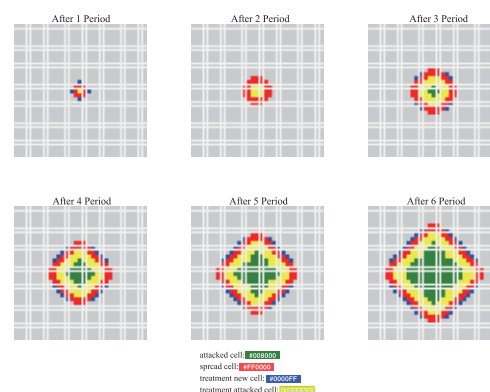 After 1 Period
After 2 Period
After 3 Period
After 4 Period
After 5 Period
After 6 Period
attacked cell: #008000
spread cell: #FF0000
treatment new cell: #0000FF
treatment attacked cell: